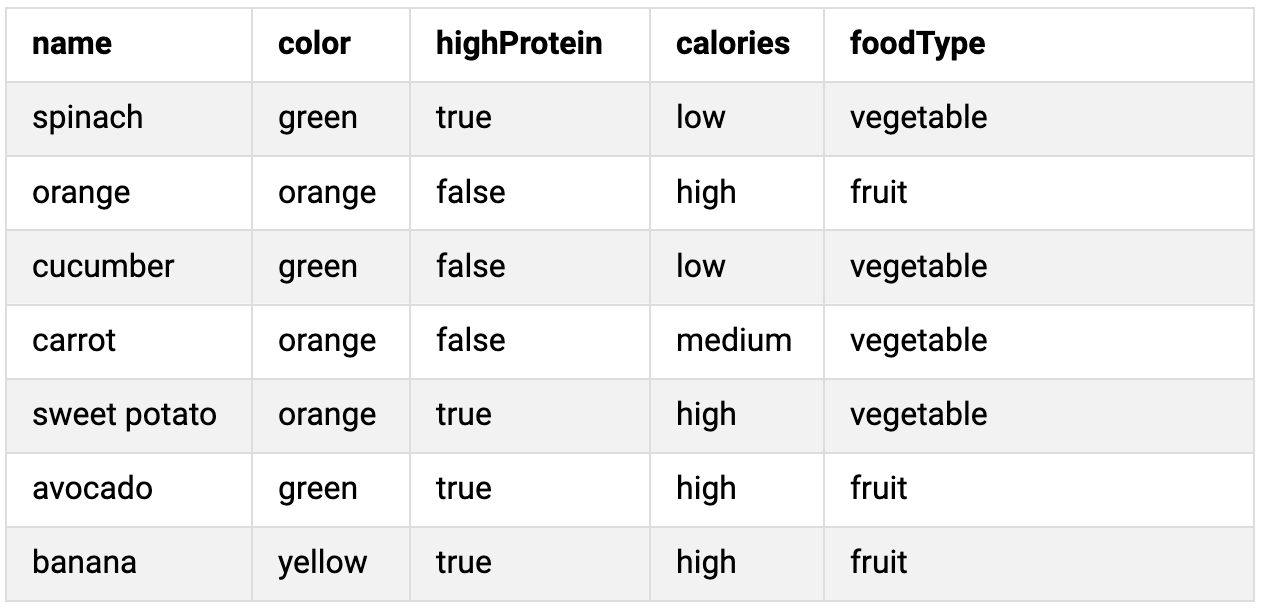 name color highProtein calories foodType
spinach green true low vegetable
orange orange false high fruit
cucumber green false low vegetable
carrot orange false medium vegetable
sweet potato orange true high vegetable
avocado green true high fruit
banana yellow true high fruit